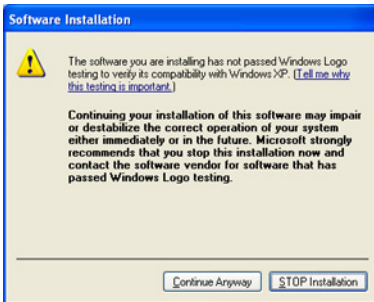 Software Installation
The software you are installing has not passed Windows Logo
testing to verify its compatibility with Windows XP. (Tell me why
this testing is important.)
Continuing your installation of this software may impair
or destabilize the correct operation of your system
either immediately or in the future. Microsoft strongly
recommends that you stop this installation now and
contact the software vendor for software that has
passed Windows Logo testing.
Continue Anyway
STOP Installation